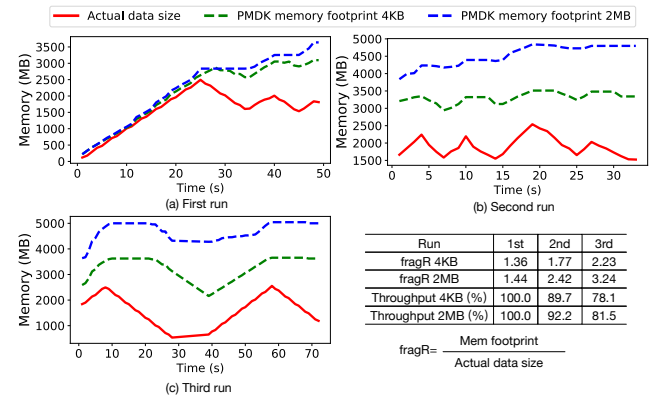 Actual data size PMDK memory footprint 4KB PMDK memory footprint 2MB
Memory (MB)
3500
3000
2500
2000
1500
1000
500
0
0 10 20 30 40 50
Time (s)
(a) First run
Memory (MB)
5000
4500
4000
3500
3000
2500
2000
1500
0 5 10 15 20 25 30
Time (s)
(b) Second run
Memory (MB)
5000
4000
3000
2000
1000
0 10 20 30 40 50 60 70
Time (s)
(c) Third run
Run 1st 2nd 3rd
fragR 4KB 1.36 1.77 2.23
fragR 2MB 1.44 2.42 3.24
Throughput 4KB (%) 100.0 89.7 78.1
Throughput 2MB (%) 100.0 92.2 81.5
fragR= Mem footprint
Actual data size